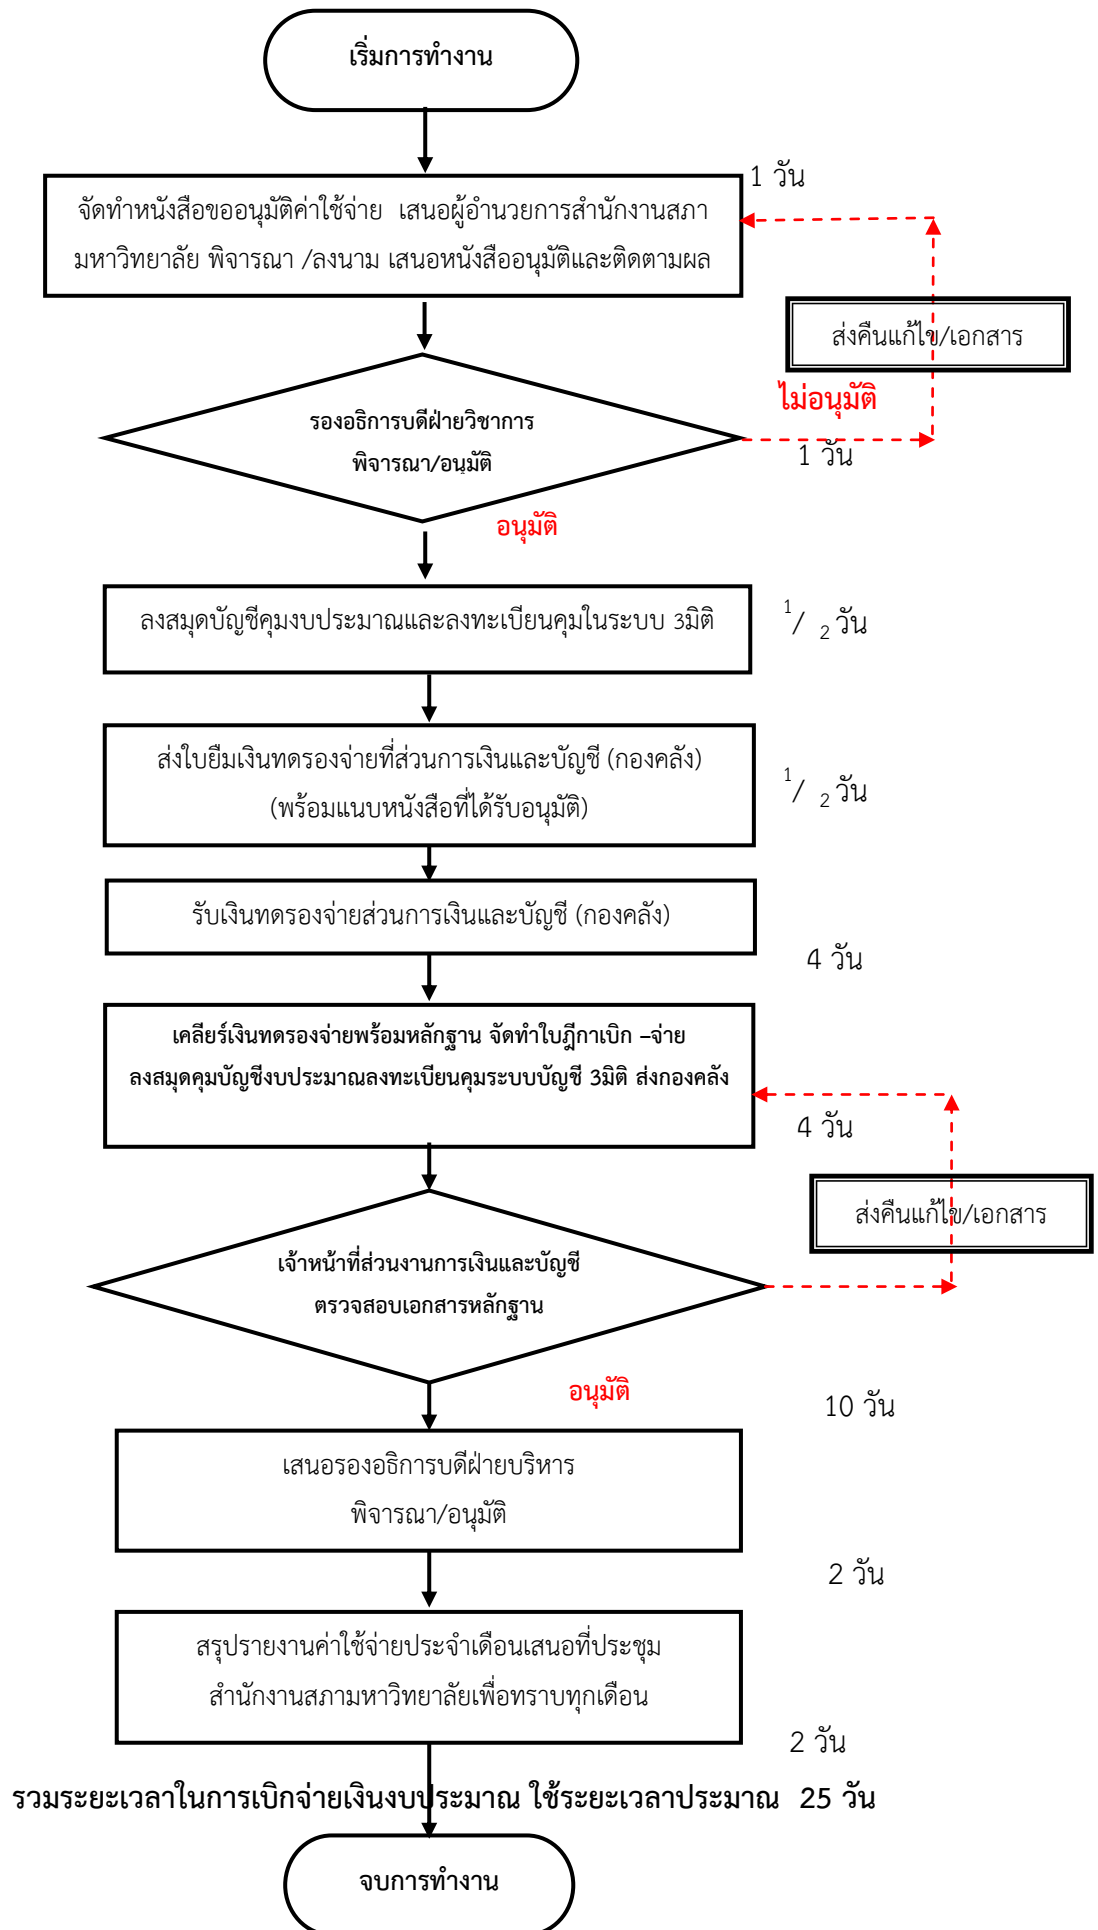 เริ่มการทำงาน
1 วัน
จัดทำหนังสือขออนุมัติค่าใช้จ่าย เสนอผู้อำนวยการสำนักงานสภา
มหาวิทยาลัย พิจารณา /ลงนาม เสนอหนังสืออนุมัติและติดตามผล
ส่งคืนแก้ไข/เอกสาร
ไม่อนุมัติ
รองอธิการบดีฝ่ายวิชาการ
พิจารณา/อนุมัติ
1 วัน
อนุมัติ
ลงสมุดบัญชีคุมงบประมาณและลงทะเบียนคุมในระบบ 3มิติ
1/ 2 วัน
ส่งใบยืมเงินทดรองจ่ายที่ส่วนการเงินและบัญชี (กองคลัง)
(พร้อมแนบหนังสือที่ได้รับอนุมัติ)
1/ 2 วัน
รับเงินทดรองจ่ายส่วนการเงินและบัญชี (กองคลัง)
4 วัน
เคลียร์เงินทดรองจ่ายพร้อมหลักฐาน จัดทำใบฎีกาเบิก –จ่าย
ลงสมุดคุมบัญชีงบประมาณลงทะเบียนคุมระบบบัญชี 3มิติ ส่งกองคลัง
4 วัน
ส่งคืนแก้ไข/เอกสาร
เจ้าหน้าที่ส่วนงานการเงินและบัญชี
ตรวจสอบเอกสารหลักฐาน
อนุมัติ
10 วัน
เสนอรองอธิการบดีฝ่ายบริหาร
พิจารณา/อนุมัติ
2 วัน
สรุปรายงานค่าใช้จ่ายประจำเดือนเสนอที่ประชุม
สำนักงานสภามหาวิทยาลัยเพื่อทราบทุกเดือน
2 วัน
รวมระยะเวลาในการเบิกจ่ายเงินงบประมาณ ใช้ระยะเวลาประมาณ 25 วัน
จบการทำงาน